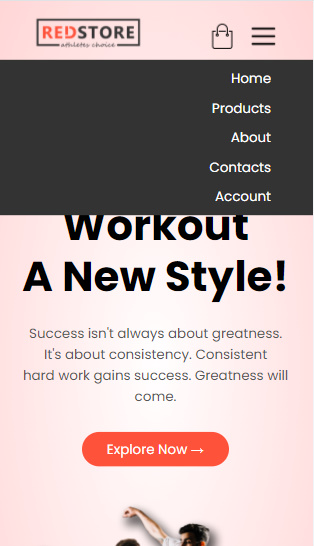 REDSTORE
athletes choice
Home
Products
About
Contacts
Account
Workout
A New Style!
Success isn't always about greatness.
It's about consistency. Consistent
hard work gains success. Greatness will
come.
Explore Now →